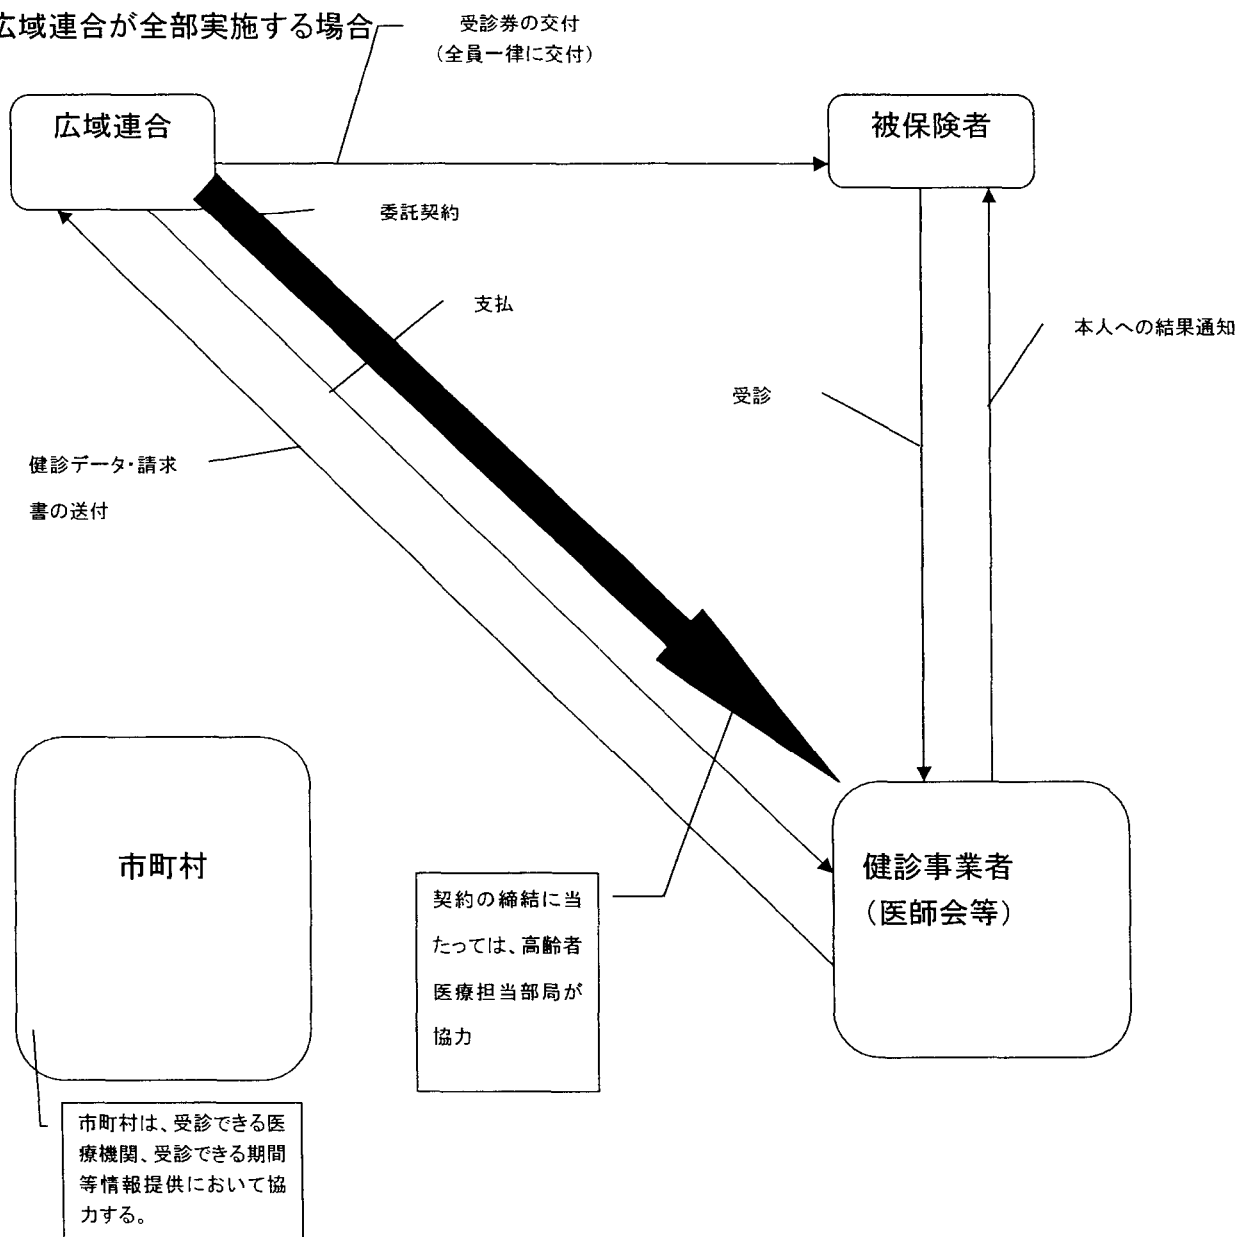 広域連合が全部実施する場合
受診券の交付
（全員一律に交付）
広域連合
被保険者
委託契約
支払
本人への結果通知
受診
健診データ・請求
書の送付
市町村
健診事業者
（医師会等）
契約の締結に当
たっては、高齢者
医療担当部局が
協力
市町村は、受診できる医
療機関、受診できる期間
等情報提供において協
力する。